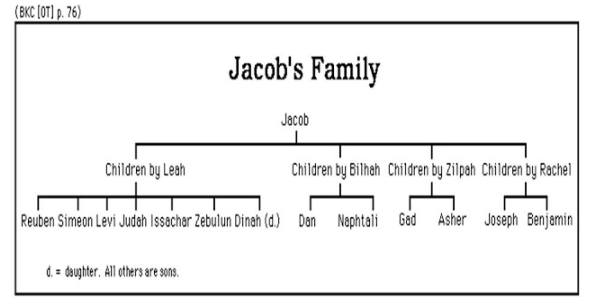 (BKC [OT] p. 76)
Jacob's Family
Jacob
Children by Leah Children by Bilhah Children by Zilpah Children by Rachel
Reuben Simeon Levi Judah Issachar Zebulun Dinah (d.) Dan Naphtali Gad Asher Joseph Benjamin
d. = daughter. All others are sons.